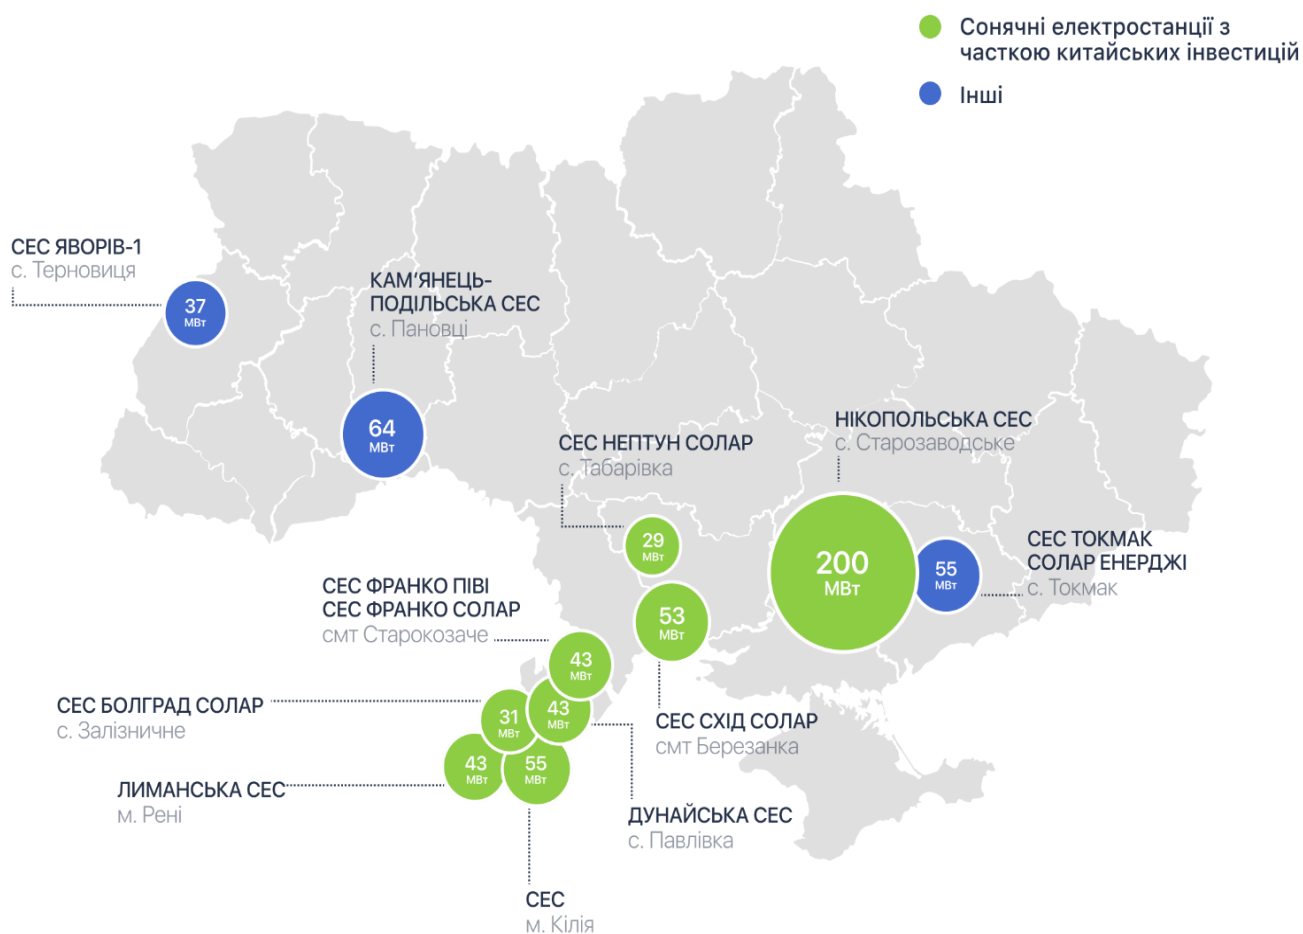 Сонячні електростанції з
часткою китайських інвестицій
Інші
СЕС ЯВОРІВ-1
с. Терновиця
37
МВт
КАМ’ЯНЕЦЬ-
ПОДІЛЬСЬКА СЕС
с. Пановці
64
МВт
СЕС НЕПТУН СОЛАР
с. Табарівка
29
МВт
НІКОПОЛЬСЬКА СЕС
с. Старозаводське
200
МВт
СЕС ТОКМАК
СОЛАР ЕНЕРДЖІ
с. Токмак
55
МВт
СЕС ФРАНКО ПІВІ
СЕС ФРАНКО СОЛАР
смт Старокозаче
43
МВт
53
МВт
СЕС СХІД СОЛАР
смт Березанка
СЕС БОЛГРАД СОЛАР
с. Залізничне
31
МВт
43
МВт
ДУНАЙСЬКА СЕС
с. Павлівка
ЛИМАНСЬКА СЕС
м. Рені
43
МВт
55
МВт
СЕС
м. Кілія